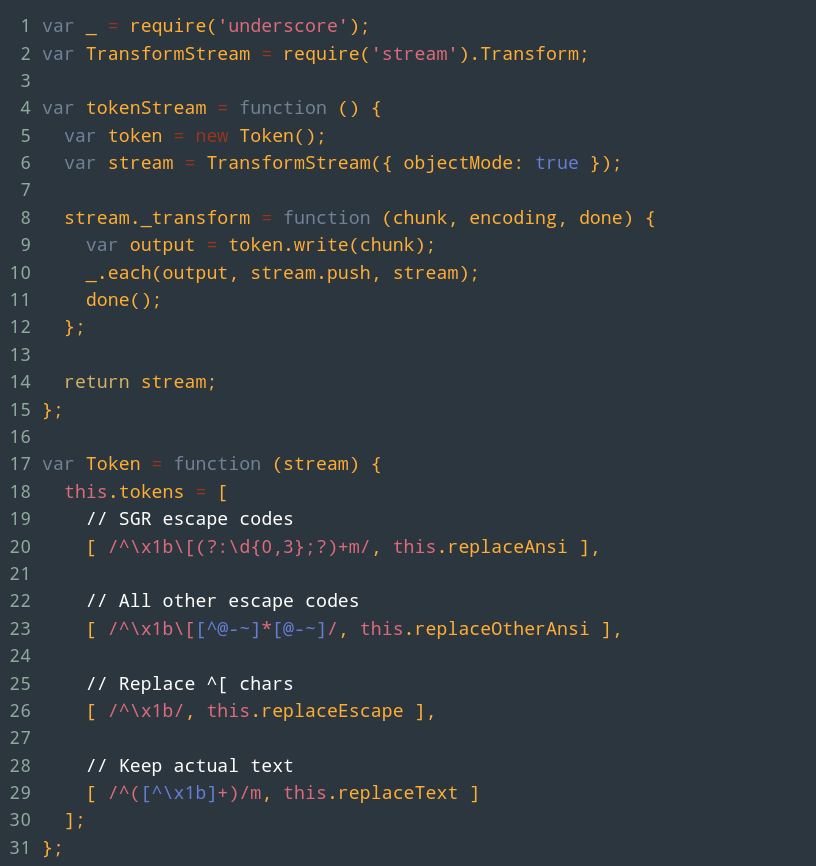 1 var _ = require('underscore');
2 var TransformStream = require('stream').Transform;
3
4 var tokenStream = function () {
5   var token = new Token();
6   var stream = TransformStream({ objectMode: true });
7
8   stream._transform = function (chunk, encoding, done) {
9     var output = token.write(chunk);
10     _.each(output, stream.push, stream);
11     done();
12   };
13
14   return stream;
15 };
16
17 var Token = function (stream) {
18   this.tokens = [
19     // SGR escape codes
20     [ /^\x1b\[(?:\d{0,3};?)+m/, this.replaceAnsi ],
21
22     // All other escape codes
23     [ /^\x1b\[[^@-~]*[@-~]/, this.replaceOtherAnsi ],
24
25     // Replace ^[ chars
26     [ /^\x1b/, this.replaceEscape ],
27
28     // Keep actual text
29     [ /^([^\x1b]+)/m, this.replaceText ]
30   ];
31 };